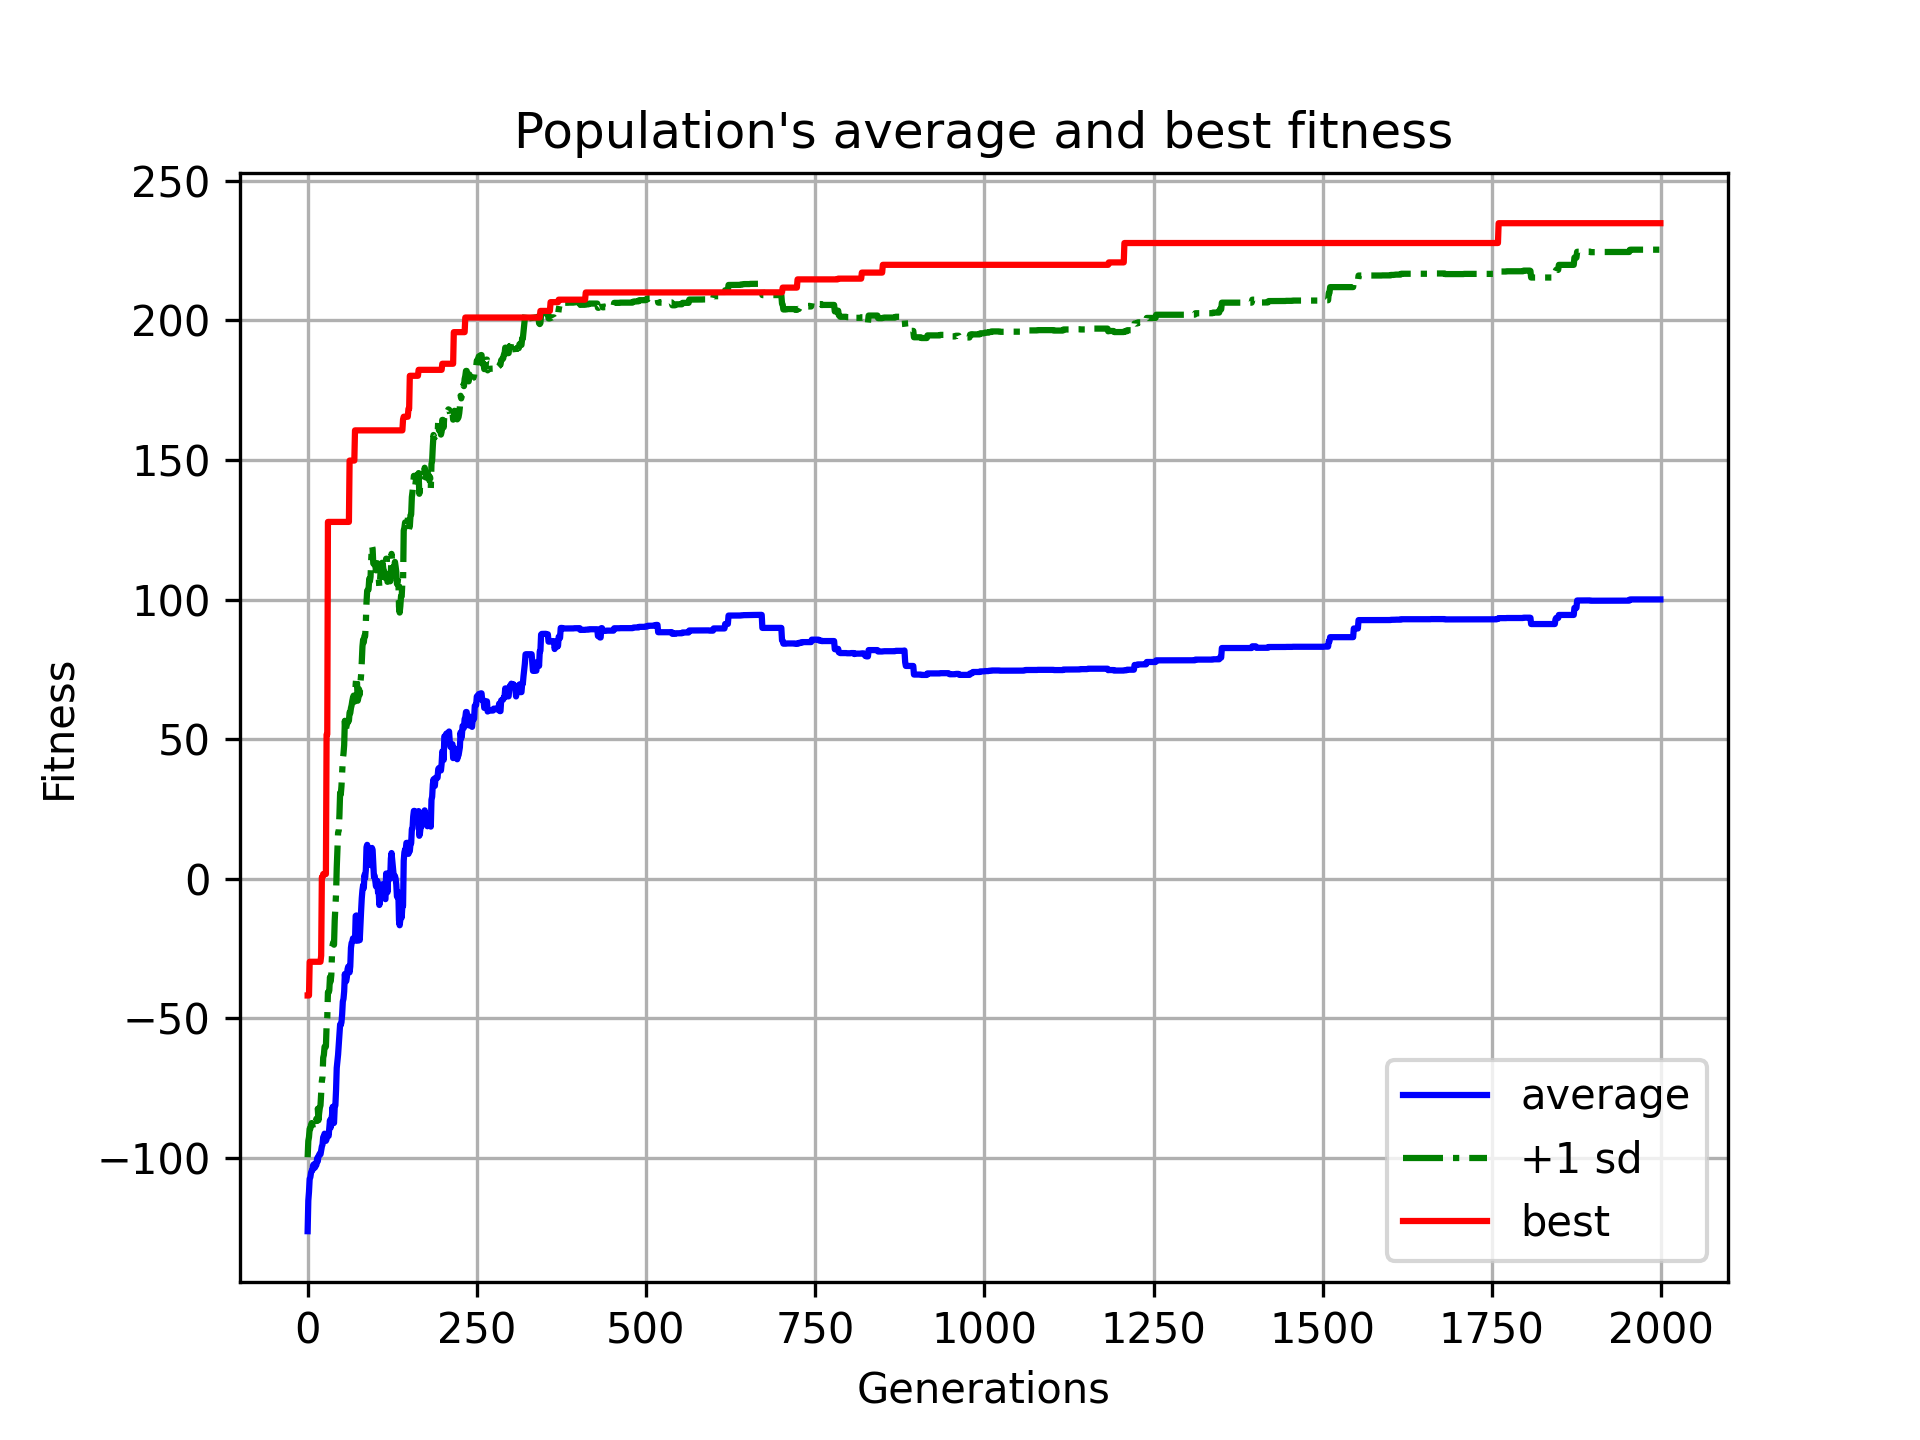 Population's average and best fitness
250
200
150
100
50
0
−50
−100
Fitness
0 250 500 750 1000 1250 1500 1750 2000
Generations
average
+1 sd
best